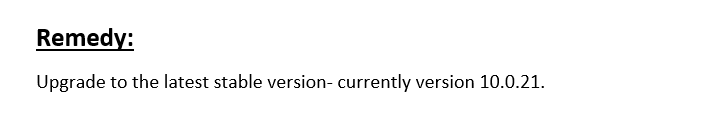 Remedy:
Upgrade to the latest stable version- currently version 10.0.21.